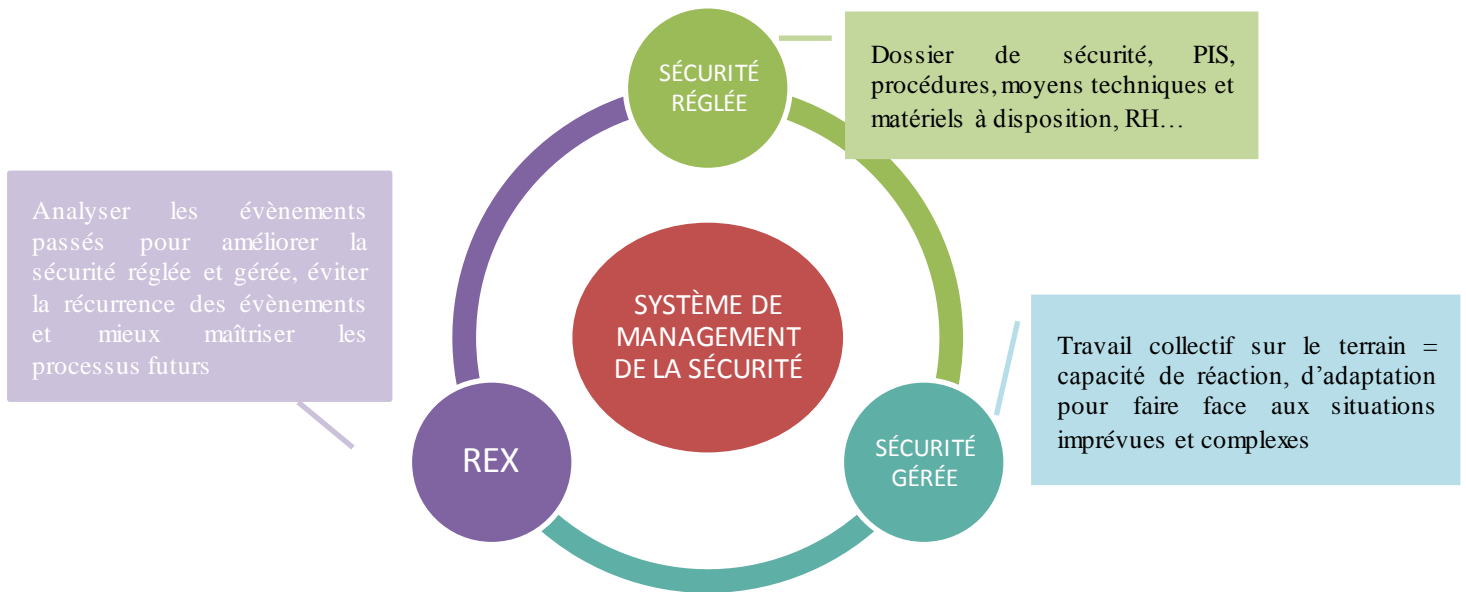 SÉCURITÉ
RÉGLÉE
Dossier de sécurité, PIS,
procédures, moyens techniques et
matériels à disposition, RH…
Analyser les évènements
passés pour améliorer la
sécurité réglée et gérée, éviter
la récurrence des évènements
et mieux maîtriser les
processus futurs
SYSTÈME DE
MANAGEMENT
DE LA SÉCURITÉ
Travail collectif sur le terrain =
capacité de réaction, d’adaptation
pour faire face aux situations
imprévues et complexes
REX
SÉCURITÉ
GÉRÉE